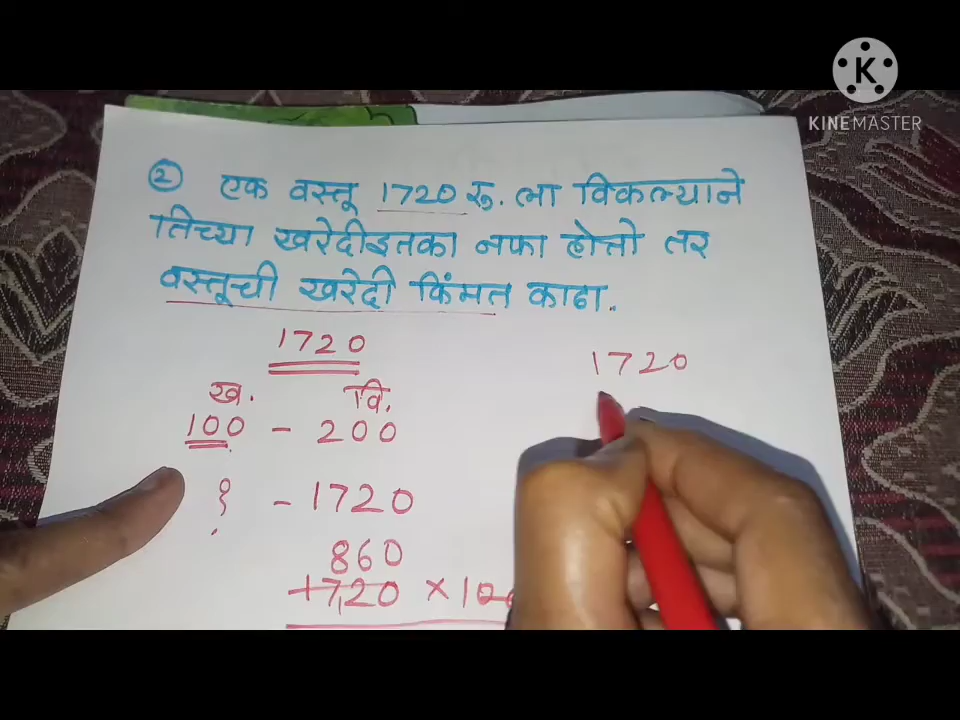 K
KINEMASTER
② एक वस्तू 1720 रु. ला विकल्याने
तिच्या खरेदीइतका नफा होतो तर
वस्तूची खरेदी किंमत काढा.
1720
ख. वि.
100 - 200
? - 1720
860
1720 × 100
1720